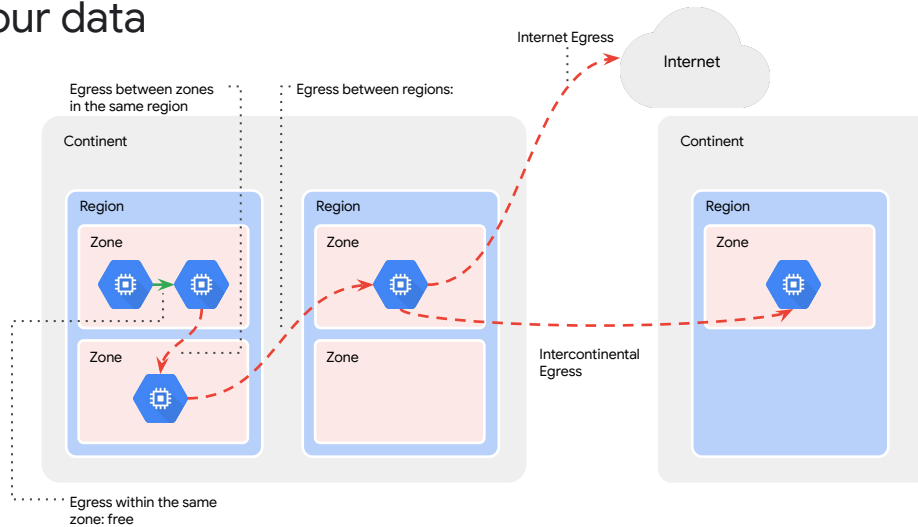 our data
Internet Egress
Internet
Egress between zones
in the same region
Egress between regions:
Continent
Continent
Region
Region
Region
Zone
Zone
Zone
Zone
Zone
Intercontinental
Egress
Egress within the same
zone: free